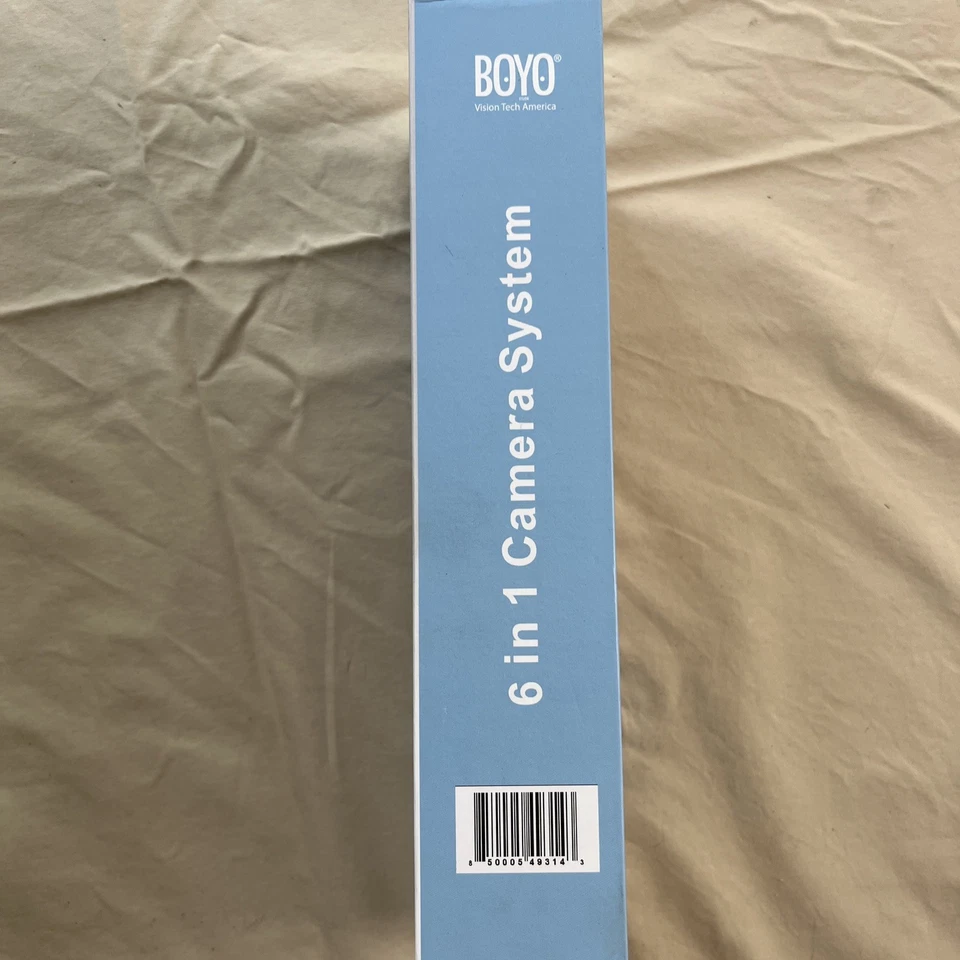 BOYO®
Vision Tech America
6 in 1 Camera System
8 50005 49314 3